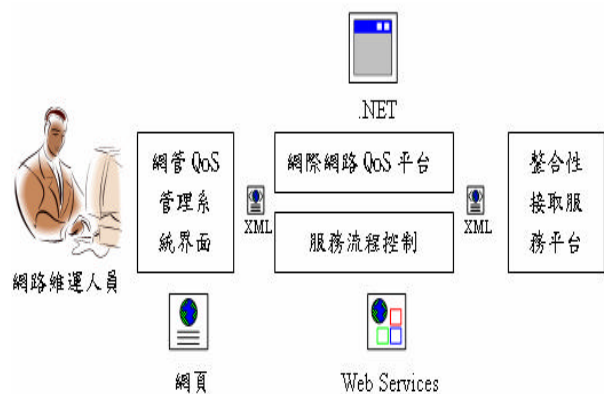 .NET
網管 QoS
管理系
統界面
網際網路 QoS 平台
整合性
接取服
務平台
XML
XML
服務流程控制
網路維運人員
網頁
Web Services